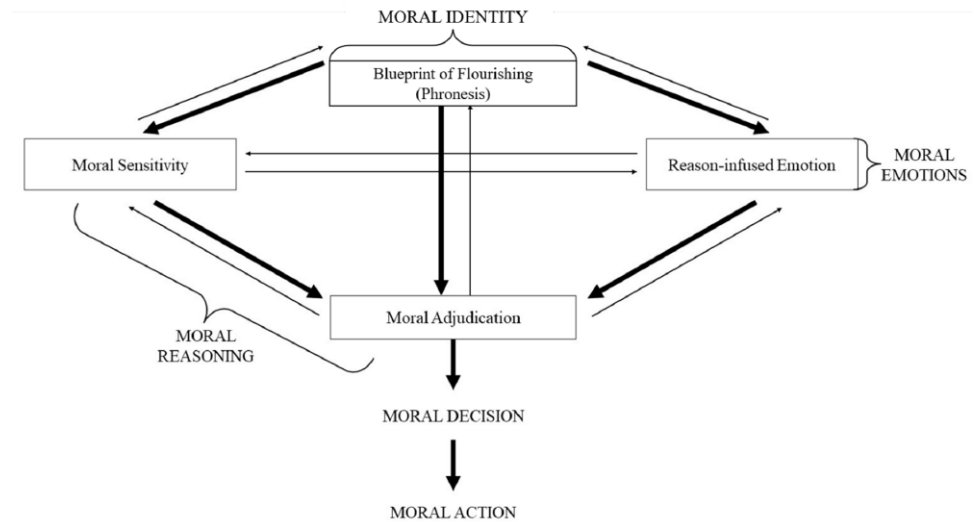 MORAL IDENTITY
Blueprint of Flourishing
(Phronesis)
Moral Sensitivity
Reason-infused Emotion
MORAL
EMOTIONS
Moral Adjudication
MORAL
REASONING
MORAL DECISION
MORAL ACTION